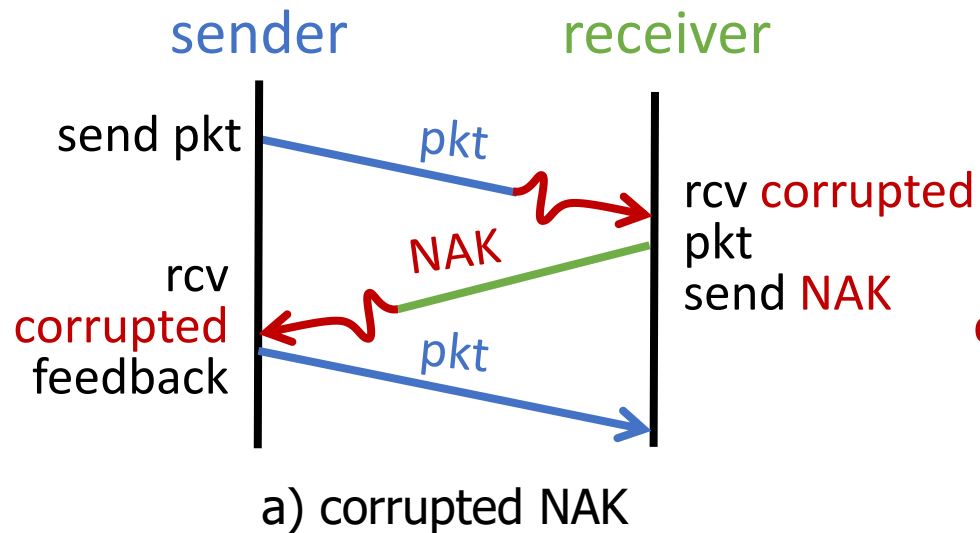 sender
receiver
send pkt
pkt
rcv corrupted
pkt
send NAK
NAK
rcv
corrupted
feedback
pkt
a) corrupted NAK